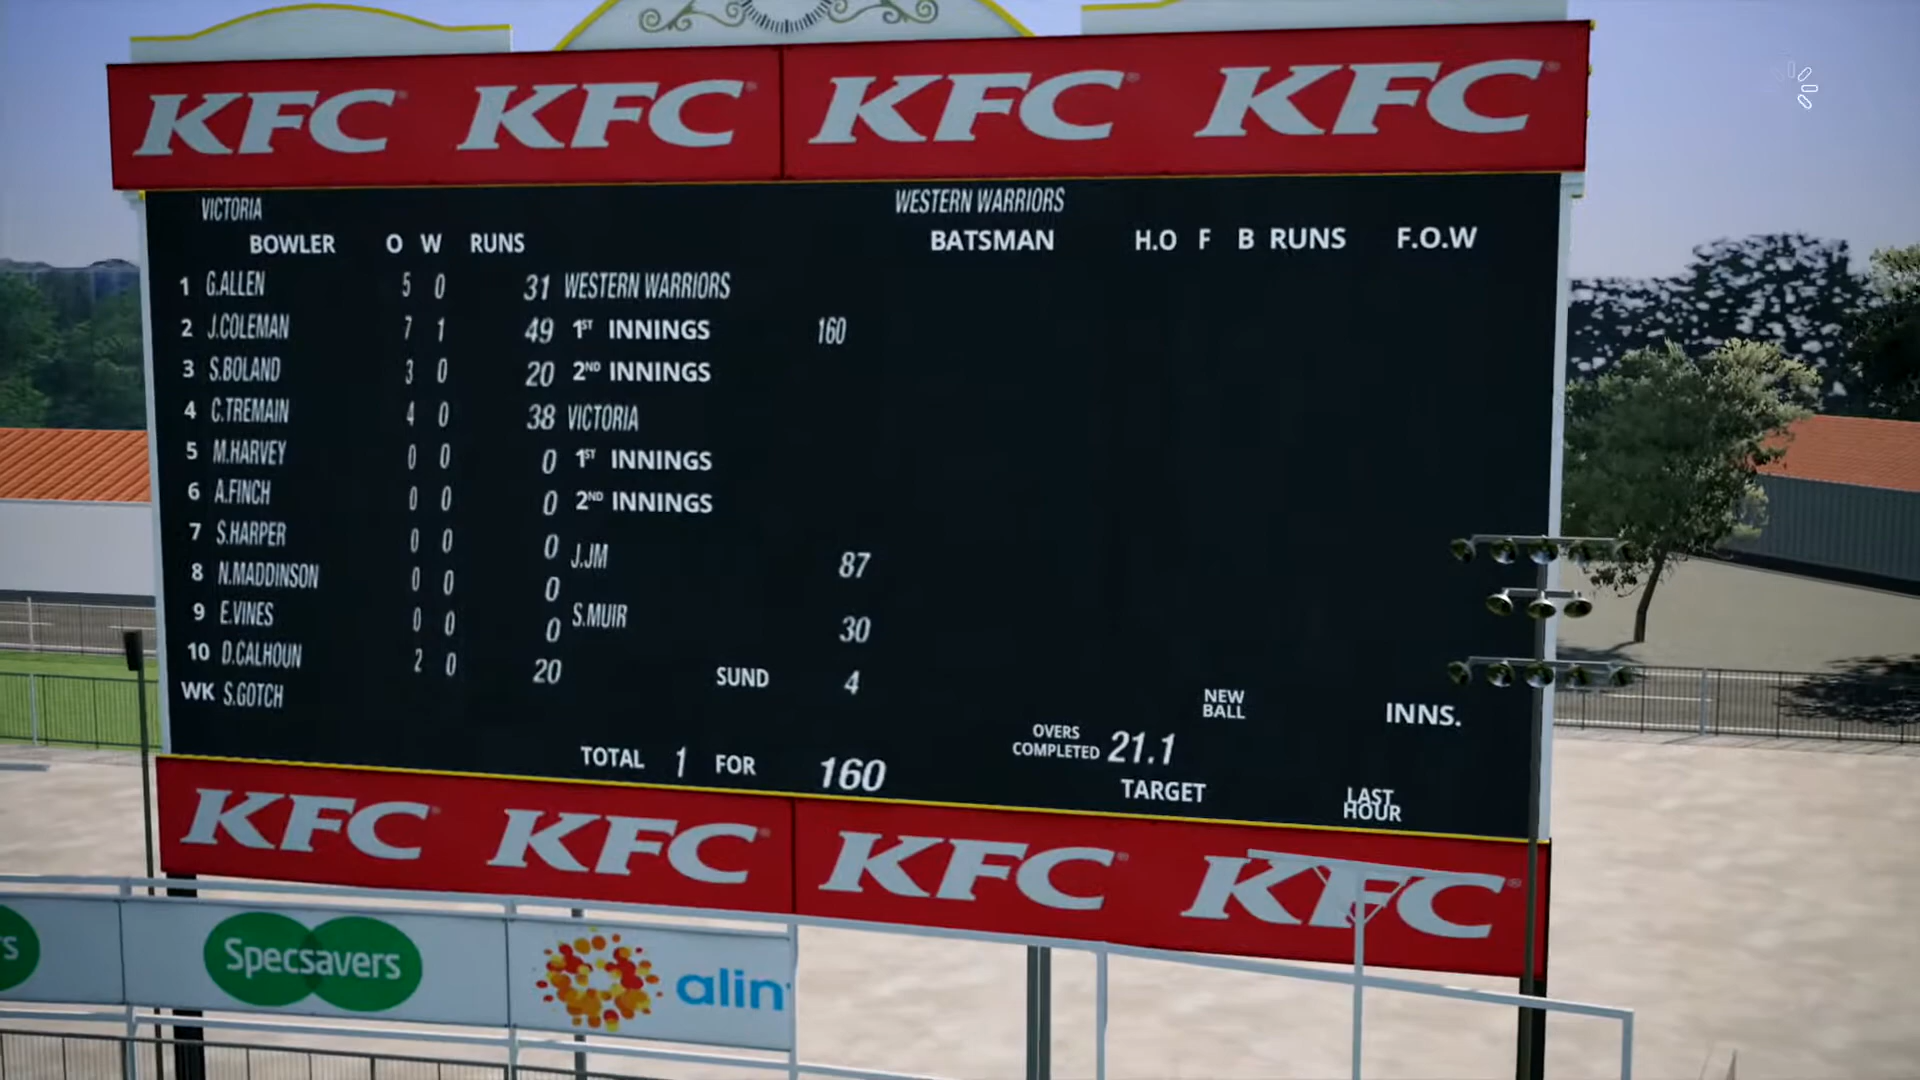 KFC KFC KFC KFC
VICTORIA
BOWLER O W RUNS
1 G.ALLEN 5 0 31
2 J.COLEMAN 7 1 49
3 S.BOLAND 3 0 20
4 C.TREMAIN 4 0 38
5 M.HARVEY 0 0 0
6 A.FINCH 0 0 0
7 S.HARPER 0 0 0
8 N.MADDINSON 0 0 0
9 E.VINES 0 0 0
10 D.CALHOUN 2 0 20
WK S.GOTCH
WESTERN WARRIORS
1ST INNINGS 160
2ND INNINGS
VICTORIA
1ST INNINGS
2ND INNINGS
J.JM 87
S.MUIR 30
SUND 4
TOTAL 1 FOR 160
WESTERN WARRIORS
BATSMAN H.O F B RUNS F.O.W
NEW
BALL
INNS.
OVERS
COMPLETED 21.1
TARGET
LAST
HOUR
KFC KFC KFC KFC
rs Specsavers alin